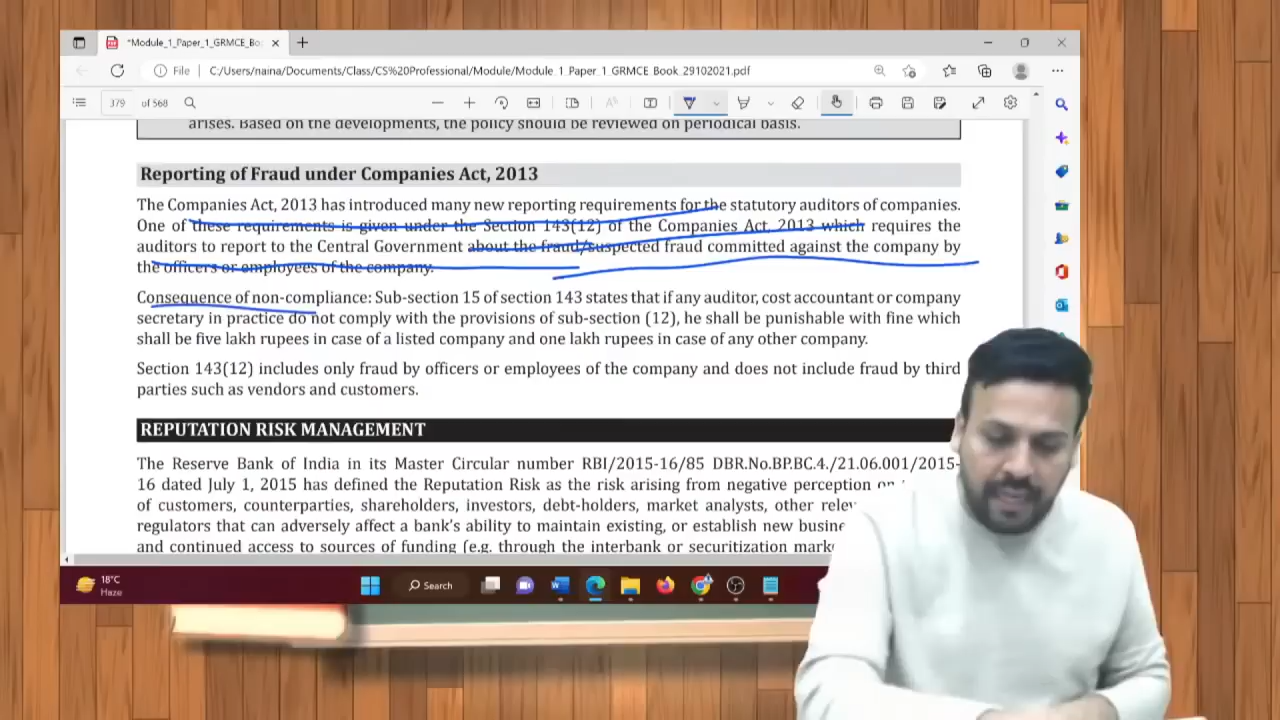 *Module_1_Paper_1_GRMCE_Bo
File
C:/Users/naina/Documents/Class/CS%20Professional/Module/Module_1_Paper_1_GRMCE_Book_29102021.pdf
379 of 568
arises. Based on the developments, the policy should be reviewed on periodical basis.
Reporting of Fraud under Companies Act, 2013
The Companies Act, 2013 has introduced many new reporting requirements for the statutory auditors of companies.
One of these requirements is given under the Section 143(12) of the Companies Act, 2013 which requires the
auditors to report to the Central Government about the fraud/suspected fraud committed against the company by
the officers or employees of the company.
Consequence of non-compliance: Sub-section 15 of section 143 states that if any auditor, cost accountant or company
secretary in practice do not comply with the provisions of sub-section (12), he shall be punishable with fine which
shall be five lakh rupees in case of a listed company and one lakh rupees in case of any other company.
Section 143(12) includes only fraud by officers or employees of the company and does not include fraud by third
parties such as vendors and customers.
REPUTATION RISK MANAGEMENT
The Reserve Bank of India in its Master Circular number RBI/2015-16/85 DBR.No.BP.BC.4./21.06.001/2015-
16 dated July 1, 2015 has defined the Reputation Risk as the risk arising from negative perception on
of customers, counterparties, shareholders, investors, debt-holders, market analysts, other
regulators that can adversely affect a bank's ability to maintain existing, or establish new
and continued access to sources of funding (e.g. through the interbank or securitization
18°C
Haze
Search